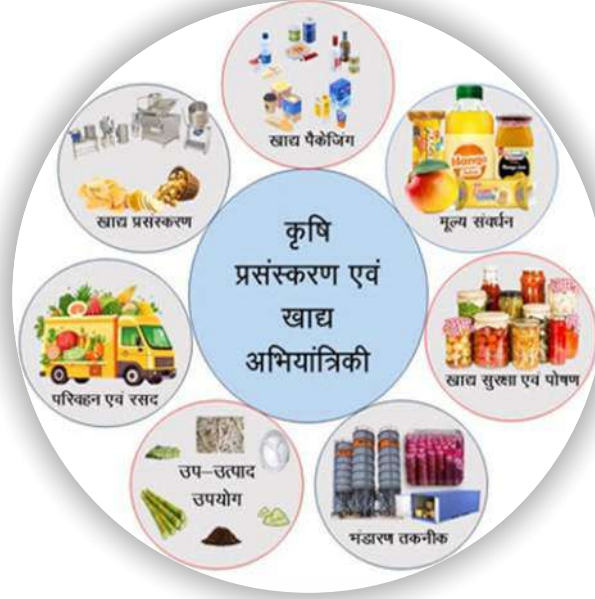 खाद्य पैकेजिंग
खाद्य प्रसंस्करण
मूल्य संवर्धन
कृषि
प्रसंस्करण एवं
खाद्य
अभियांत्रिकी
परिवहन एवं रसद
खाद्य सुरक्षा एवं पोषण
उप–उत्पाद
उपयोग
भंडारण तकनीक
Mango